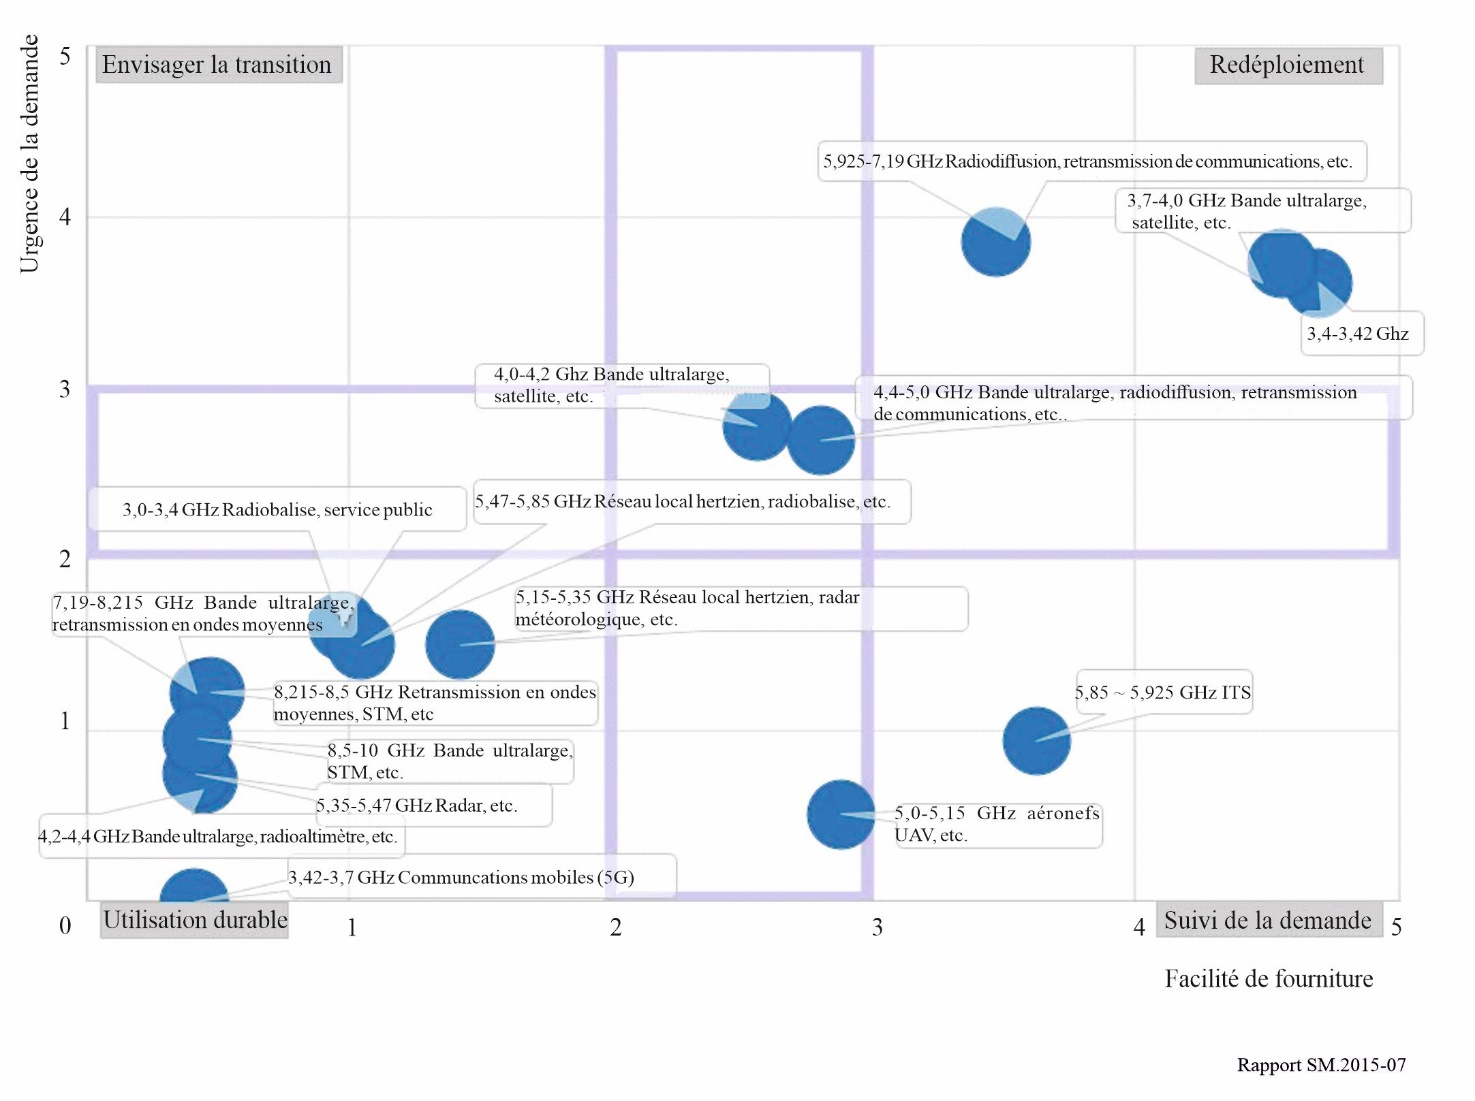 Urgence de la demande
5
Envisager la transition
Redéploiement
5,925-7,19 GHz Radiodiffusion, retransmission de communications, etc.
4
3,7-4,0 GHz Bande ultralarge,
satellite, etc.
3,4-3,42 Ghz
3
4,0-4,2 Ghz Bande ultralarge,
satellite, etc.
4,4-5,0 GHz Bande ultralarge, radiodiffusion, retransmission
de communications, etc..
3,0-3,4 GHz Radiobalise, service public
5,47-5,85 GHz Réseau local hertzien, radiobalise, etc.
2
7,19-8,215 GHz Bande ultralarge,
retransmission en ondes moyennes
5,15-5,35 GHz Réseau local hertzien, radar
météorologique, etc.
8,215-8,5 GHz Retransmission en ondes
moyennes, STM, etc
5,85 ~ 5,925 GHz ITS
1
8,5-10 GHz Bande ultralarge,
STM, etc.
5,35-5,47 GHz Radar, etc.
5,0-5,15 GHz aéronefs
UAV, etc.
4,2-4,4 GHz Bande ultralarge, radioaltimètre, etc.
3,42-3,7 GHz Communcations mobiles (5G)
0
Utilisation durable
1
2
3
4
Suivi de la demande
5
Facilité de fourniture
Rapport SM.2015-07